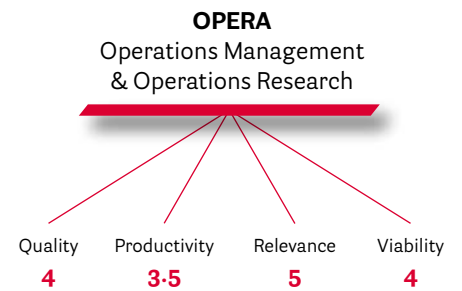 OPERA
Operations Management
& Operations Research
Quality Productivity Relevance Viability
4 3·5 5 4